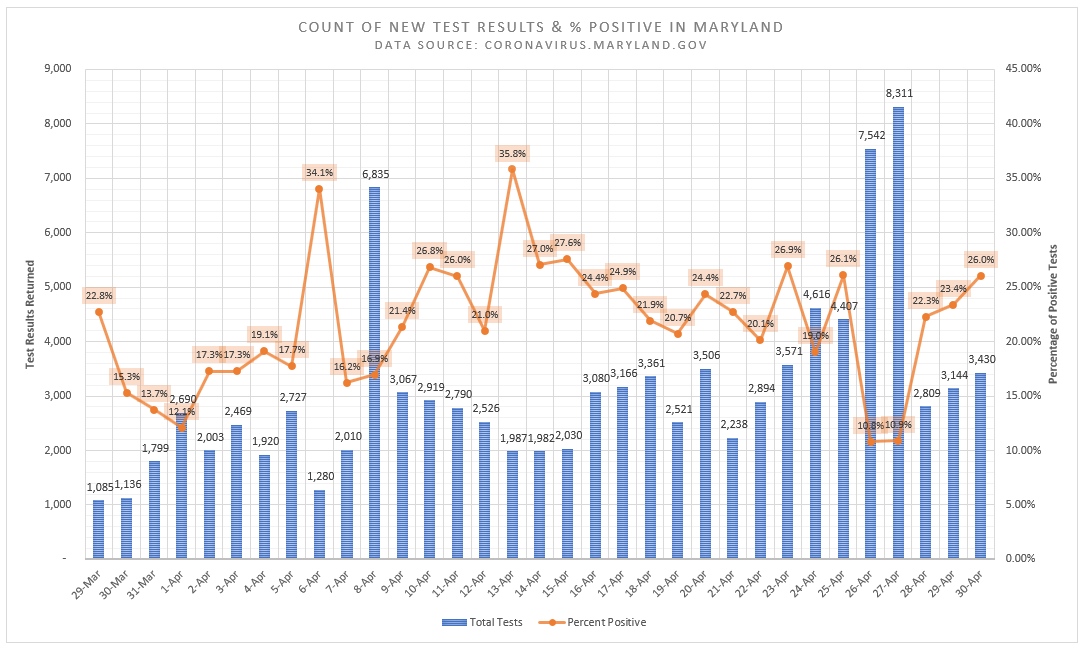 COUNT OF NEW TEST RESULTS & % POSITIVE IN MARYLAND
DATA SOURCE: CORONAVIRUS.MARYLAND.GOV
9,000
8,000
7,000
6,000
5,000
4,000
3,000
2,000
1,000
-
Test Results Returned
45.00%
40.00%
35.00%
30.00%
25.00%
20.00%
15.00%
10.00%
5.00%
0.00%
Percentage of Positive Tests
1,085
1,136
1,799
2,690
2,003
2,469
1,920
2,727
1,280
2,010
6,835
3,067
2,919
2,790
2,526
1,987
1,982
2,030
3,080
3,166
3,361
2,521
3,506
2,238
2,894
3,571
4,616
4,407
7,542
8,311
2,809
3,144
3,430
22.8%
15.3%
13.7%
12.1%
17.3%
17.3%
19.1%
17.7%
34.1%
16.2%
16.9%
21.4%
26.8%
26.0%
21.0%
35.8%
27.0%
27.6%
24.4%
24.9%
21.9%
20.7%
24.4%
22.7%
20.1%
26.9%
19.0%
26.1%
10.8%
10.9%
22.3%
23.4%
26.0%
29-Mar
30-Mar
31-Mar
1-Apr
2-Apr
3-Apr
4-Apr
5-Apr
6-Apr
7-Apr
8-Apr
9-Apr
10-Apr
11-Apr
12-Apr
13-Apr
14-Apr
15-Apr
16-Apr
17-Apr
18-Apr
19-Apr
20-Apr
21-Apr
22-Apr
23-Apr
24-Apr
25-Apr
26-Apr
27-Apr
28-Apr
29-Apr
30-Apr
Total Tests
Percent Positive